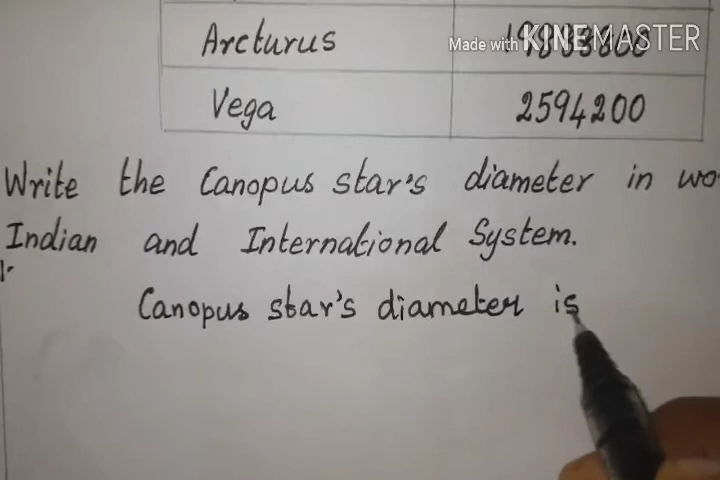 Arcturus
Made with KINEMASTER
Vega 2594200
Write the Canopus star's diameter in
Indian and International System.
Canopus star's diameter is